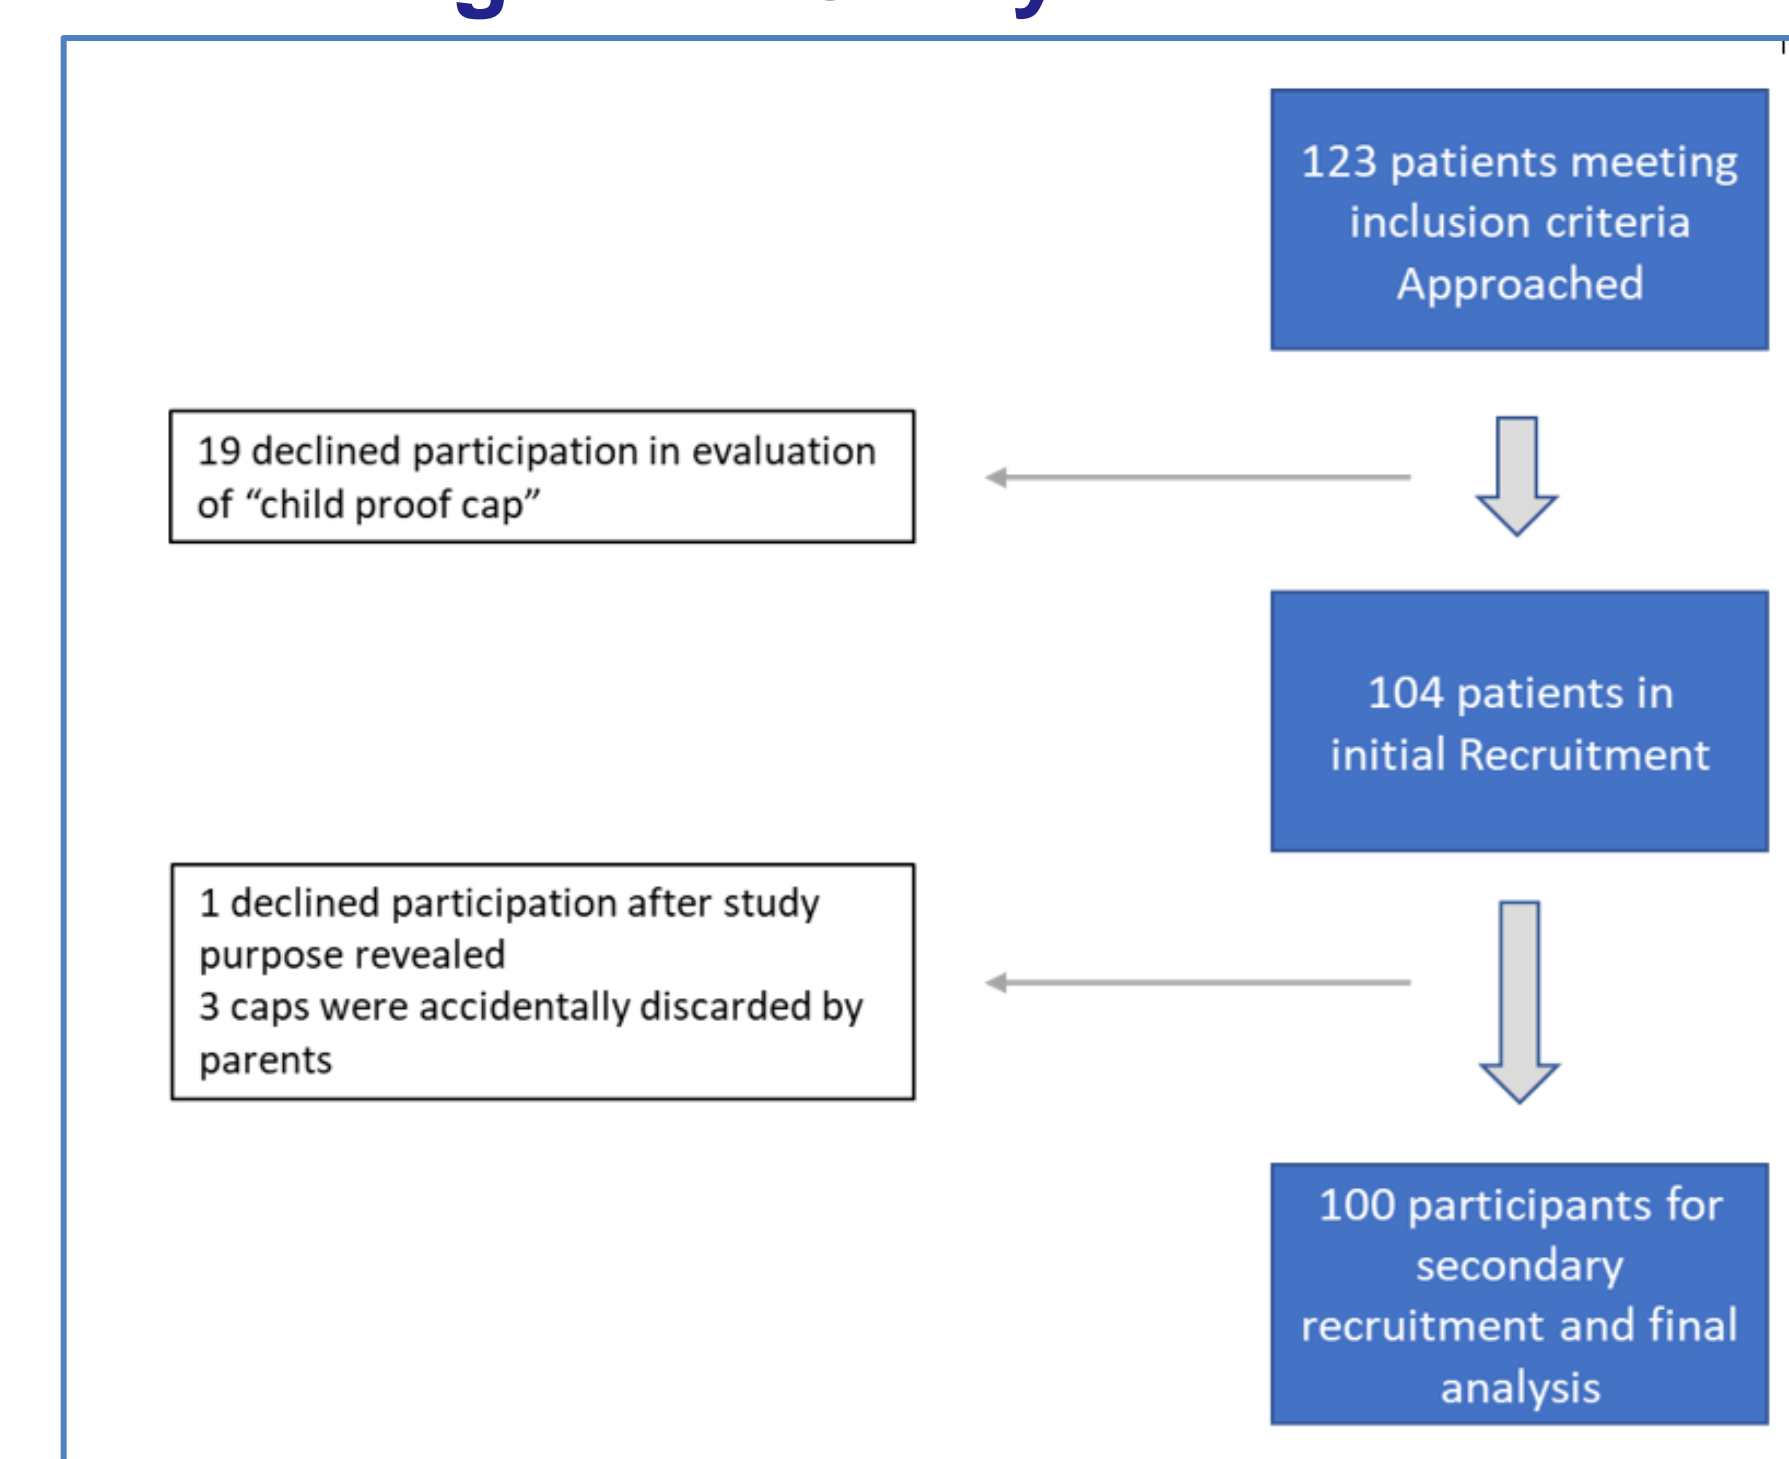 123 patients meeting
inclusion criteria
Approached
19 declined participation in evaluation
of “child proof cap”
104 patients in
initial Recruitment
1 declined participation after study
purpose revealed
3 caps were accidentally discarded by
parents
100 participants for
secondary
recruitment and final
analysis